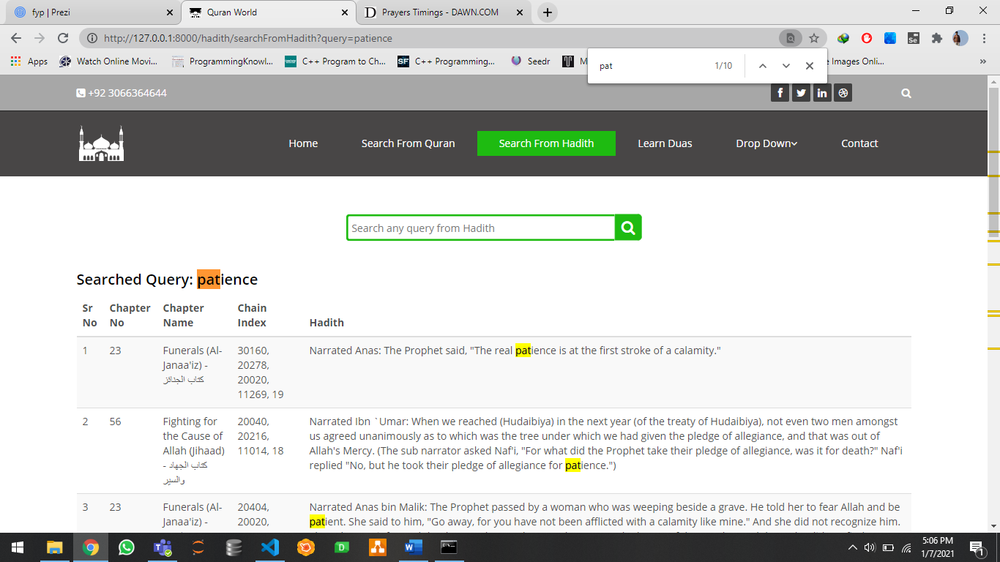 fyp | Prezi
Quran World
Prayers Timings - DAWN.COM
http://127.0.0.1:8000/hadith/searchFromHadith?query=patience
Apps
Watch Online Movi...
ProgrammingKnowl...
C++ Program to Ch...
C++ Programming...
Seedr
M
e Images Onli...
»
pat
1/10
+92 3066364644
Home
Search From Quran
Search From Hadith
Learn Duas
Drop Down
Contact
Search any query from Hadith
Searched Query: patience
Sr No
Chapter No
Chapter Name
Chain Index
Hadith
1
23
Funerals (Al-
Janaa'iz) -
كتاب الجنائز
30160,
20278,
20020,
11269, 19
Narrated Anas: The Prophet said, "The real patience is at the first stroke of a calamity."
2
56
Fighting for
the Cause of
Allah (Jihaad)
- كتاب الجهاد
والسير
20040,
20216,
11014, 18
Narrated Ibn `Umar: When we reached (Hudaibiya) in the next year (of the treaty of Hudaibiya), not even two men amongst
us agreed unanimously as to which was the tree under which we had given the pledge of allegiance, and that was out of
Allah's Mercy. (The sub narrator asked Naf'i, "For what did the Prophet take their pledge of allegiance, was it for death?" Naf'i
replied "No, but he took their pledge of allegiance for patience.")
3
23
Funerals (Al-
Janaa'iz) -
20404,
20020,
Narrated Anas bin Malik: The Prophet passed by a woman who was weeping beside a grave. He told her to fear Allah and be
patient. She said to him, "Go away, for you have not been afflicted with a calamity like mine." And she did not recognize him.
5:06 PM
1/7/2021
1